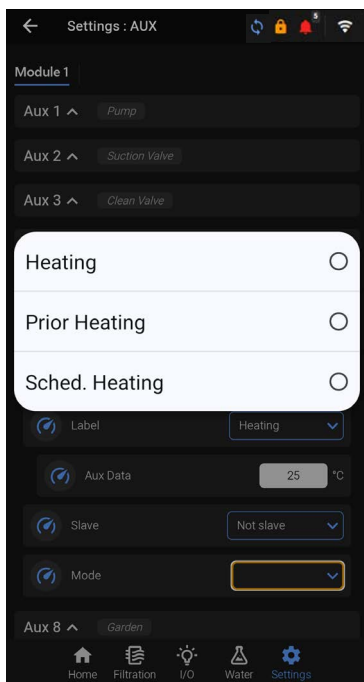 Settings : AUX
5
Module 1
Aux 1 Pump
Aux 2 Suction Valve
Aux 3 Clean Valve
Heating
Prior Heating
Sched. Heating
Label Heating
Aux Data 25 °C
Slave Not slave
Mode
Aux 8 Garden
Home Filtration I/O Water Settings